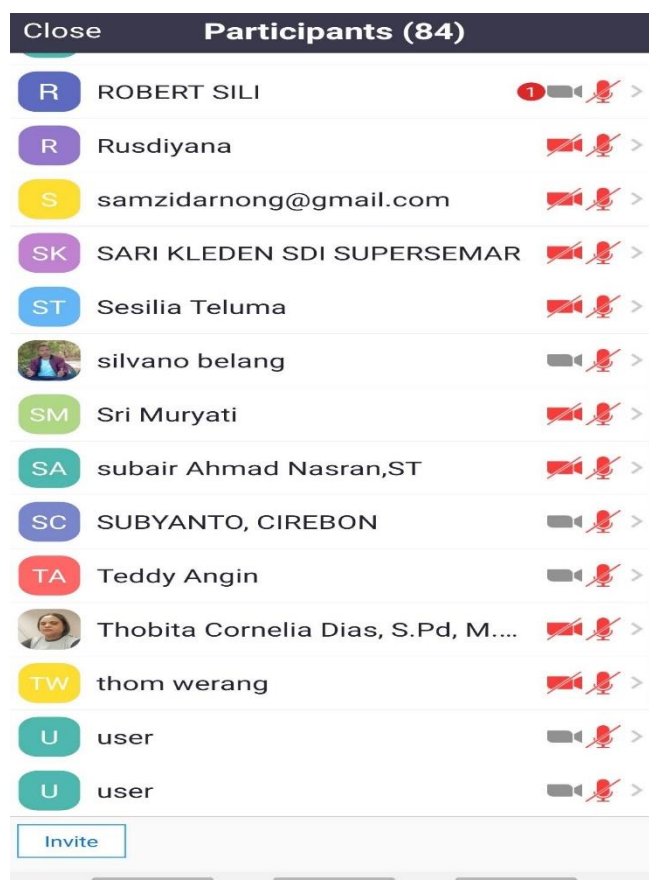 Close Participants (84)
R ROBERT SILI 1
R Rusdiyana
S samzidarnong@gmail.com
SK SARI KLEDEN SDI SUPERSEMAR
ST Sesilia Teluma
silvano belang
SM Sri Muryati
SA subair Ahmad Nasran,ST
SC SUBYANTO, CIREBON
TA Teddy Angin
Thobita Cornelia Dias, S.Pd, M....
TW thom werang
U user
U user
Invite